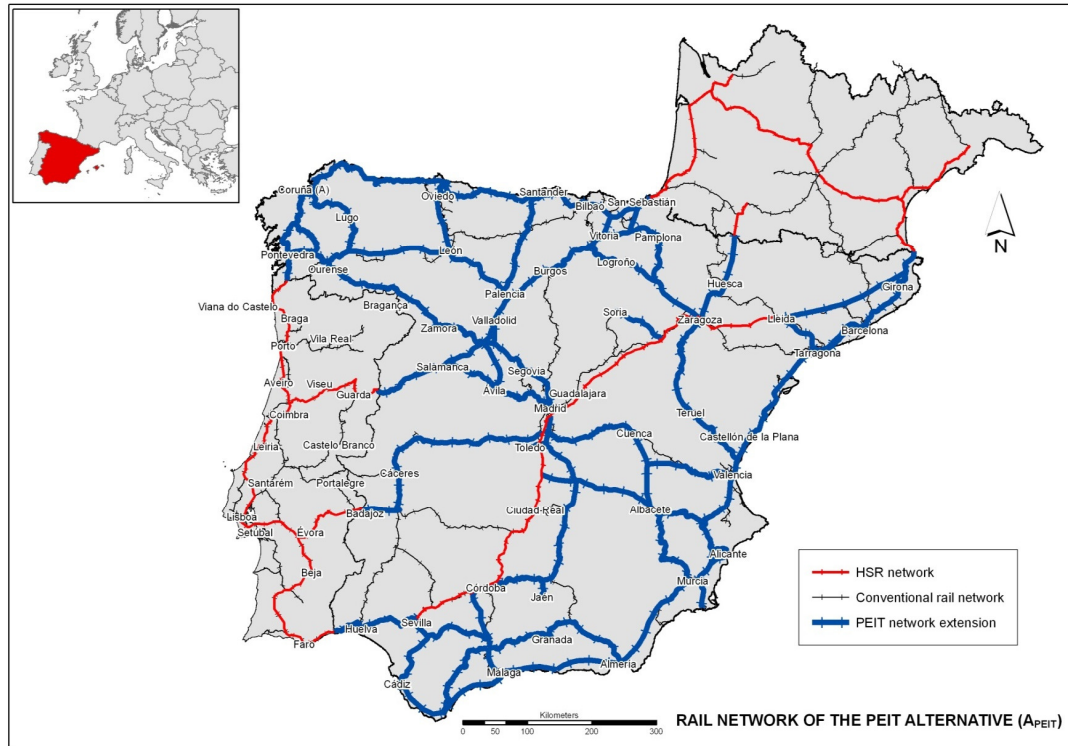 Coruña (A)
Oviedo
Santander
Bilbao
San Sebastián
Lugo
Vitoria
Pamplona
Pontevedra
León
Ourense
Logroño
Burgos
Huesca
Girona
Palencia
Viana do Castelo
Bragança
Braga
Soria
Zaragoza
Lleida
Valladolid
Zamora
Barcelona
Vila Real
Porto
Tarragona
Salamanca
Segovia
Aveiro
Viseu
Guarda
Ávila
Guadalajara
Madrid
Coimbra
Teruel
Cuenca
Castellón de la Plana
Leiria
Castelo Branco
Toledo
Cáceres
Valencia
Santarém
Portalegre
Lisboa
Badajoz
Ciudad-Real
Albacete
Setúbal
Évora
Alicante
Beja
Murcia
Córdoba
Jaén
Sevilla
Huelva
Faro
Granada
Almeria
Málaga
Cádiz
N
HSR network
Conventional rail network
PEIT network extension
Kilometers
0 50 100 200 300
RAIL NETWORK OF THE PEIT ALTERNATIVE (APEIT)